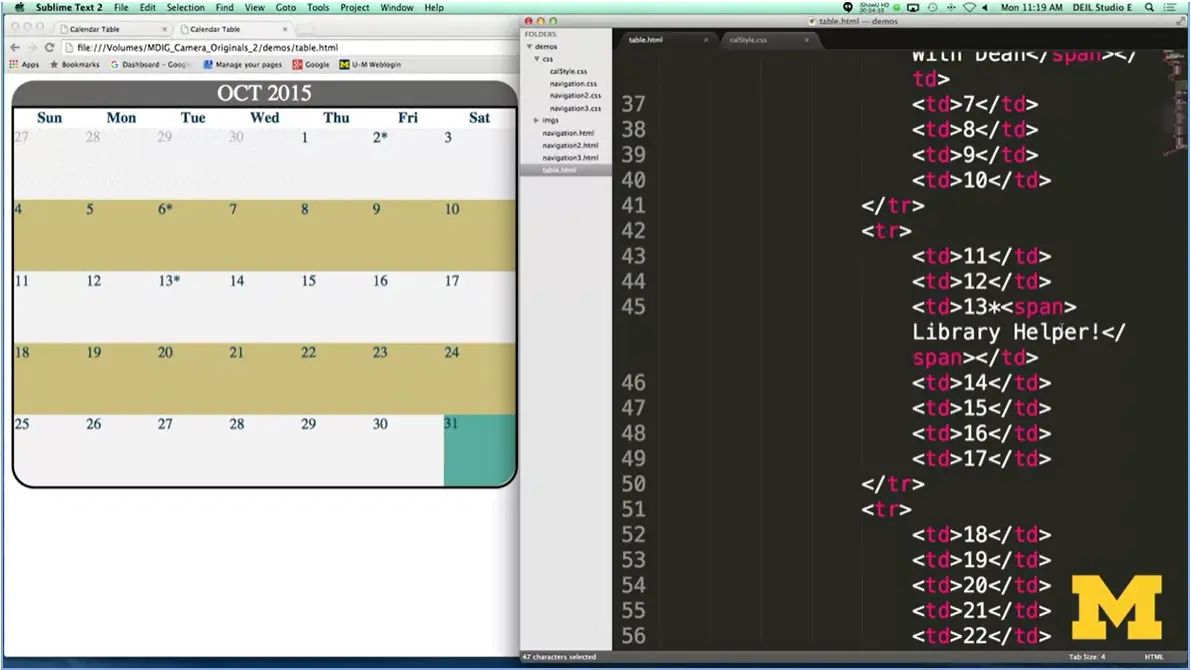 Sublime Text 2 File Edit Selection Find View Goto Tools Project Window Help
Mon 11:19 AM DEIL Studio E
Calendar Table
Calendar Table
file:///Volumes/MDIG_Camera_Originals_2/demos/table.html
Apps Bookmarks Dashboard - Goog Manage your pages Google U-M Weblogin
OCT 2015
Sun Mon Tue Wed Thu Fri Sat
27 28 29 30 1 2* 3
4 5 6* 7 8 9 10
11 12 13* 14 15 16 17
18 19 20 21 22 23 24
25 26 27 28 29 30 31
table.html — demos
FOLDERS
demos
css
calStyle.css
navigation.css
navigation2.css
navigation3.css
imgs
navigation.html
navigation2.html
navigation3.html
table.html
table.html
calStyle.css
With Dean</span></
td>
37 <td>7</td>
38 <td>8</td>
39 <td>9</td>
40 <td>10</td>
41 </tr>
42 <tr>
43 <td>11</td>
44 <td>12</td>
45 <td>13*<span>
Library Helper!</
span></td>
46 <td>14</td>
47 <td>15</td>
48 <td>16</td>
49 <td>17</td>
50 </tr>
51 <tr>
52 <td>18</td>
53 <td>19</td>
54 <td>20</td>
55 <td>21</td>
56 <td>22</td>
M
47 characters selected
Tab Size: 4 HTML